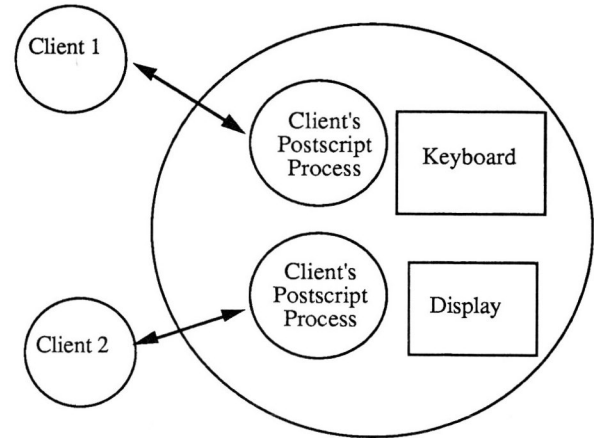 Client 1
Client's
Postscript
Process
Keyboard
Client's
Postscript
Process
Display
Client 2